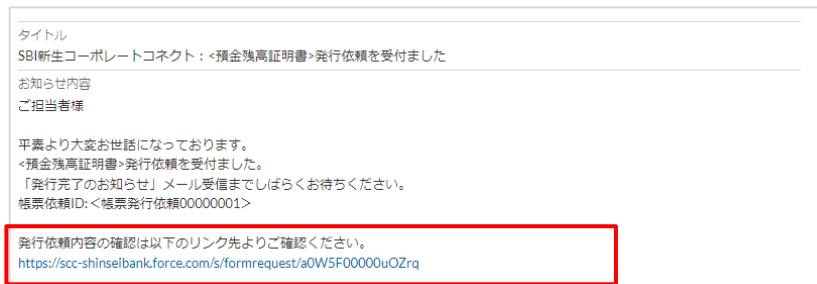 タイトル
SBI新生コーポレートコネクト：<預金残高証明書>発行依頼を受付ました
お知らせ内容
ご担当者様
平素より大変お世話になっております。
<預金残高証明書>発行依頼を受付ました。
「発行完了のお知らせ」メール受信までしばらくお待ちください。
帳票依頼ID:<帳票発行依頼00000001>
発行依頼内容の確認は以下のリンク先よりご確認ください。
https://scc-shinseibank.force.com/s/formrequest/a0W5F00000uOZrq